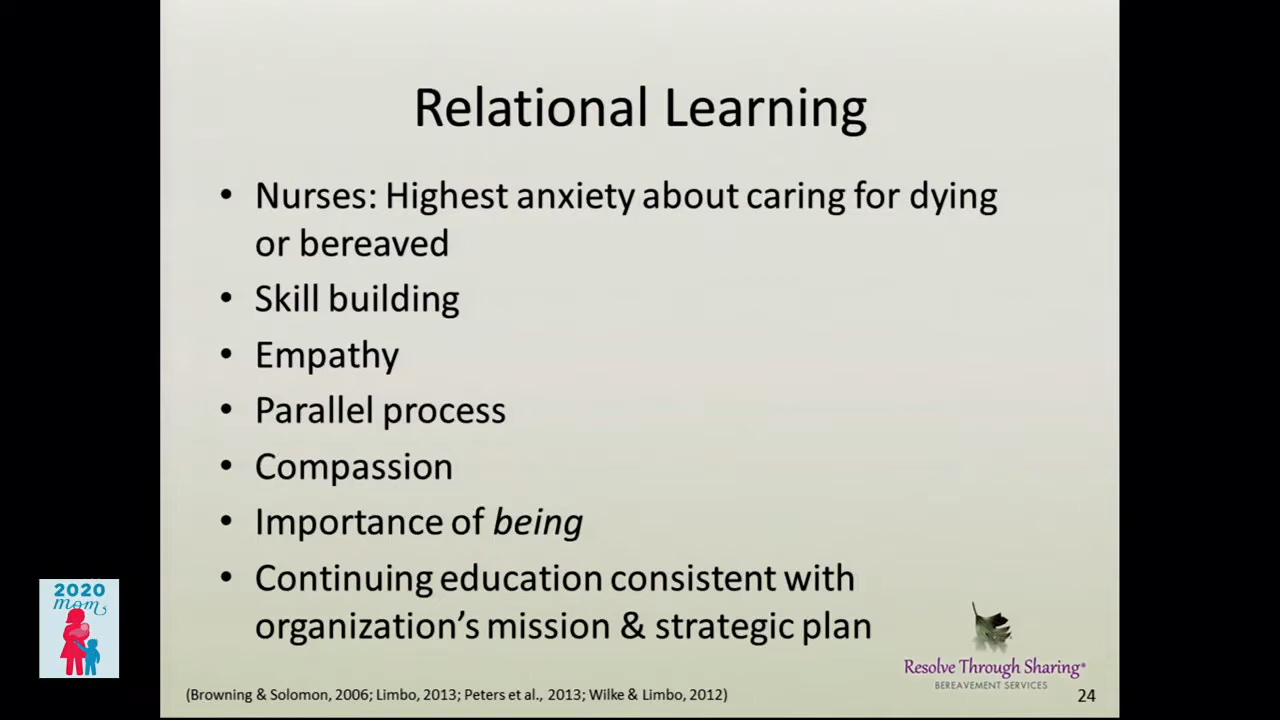 Relational Learning
• Nurses: Highest anxiety about caring for dying
or bereaved
• Skill building
• Empathy
• Parallel process
• Compassion
• Importance of being
• Continuing education consistent with
organization's mission & strategic plan
2020
mom
Resolve Through Sharing®
BEREAVEMENT SERVICES
(Browning & Solomon, 2006; Limbo, 2013; Peters et al., 2013; Wilke & Limbo, 2012)
24